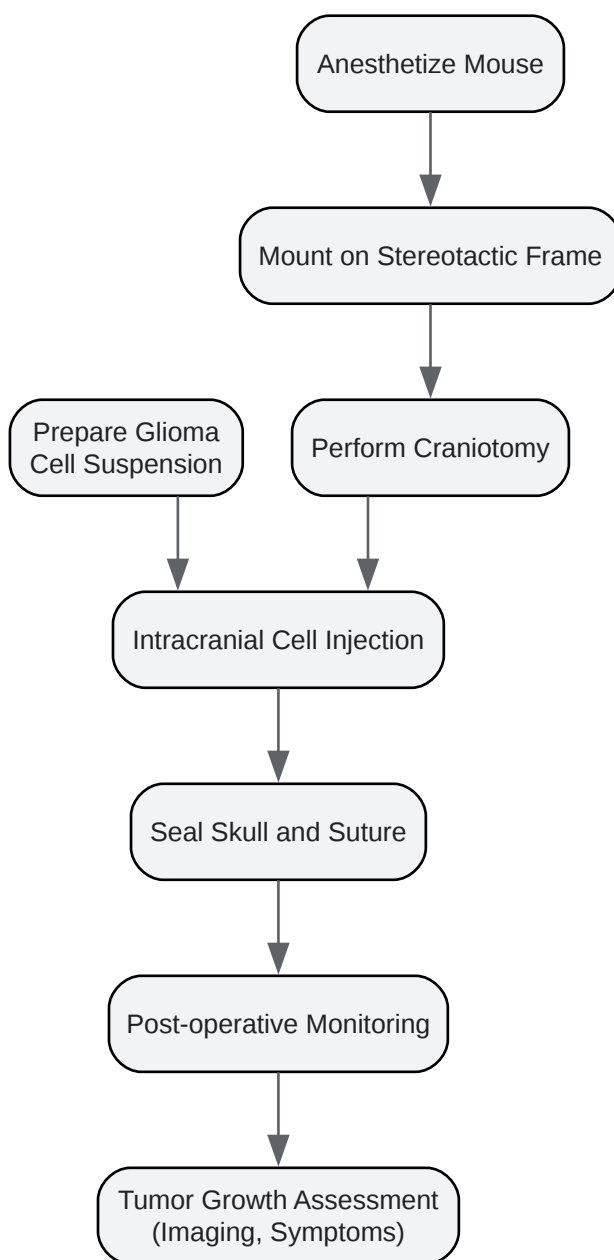 Anesthetize Mouse
Mount on Stereotactic Frame
Prepare Glioma
Cell Suspension
Perform Craniotomy
Intracranial Cell Injection
Seal Skull and Suture
Post-operative Monitoring
Tumor Growth Assessment
(Imaging, Symptoms)